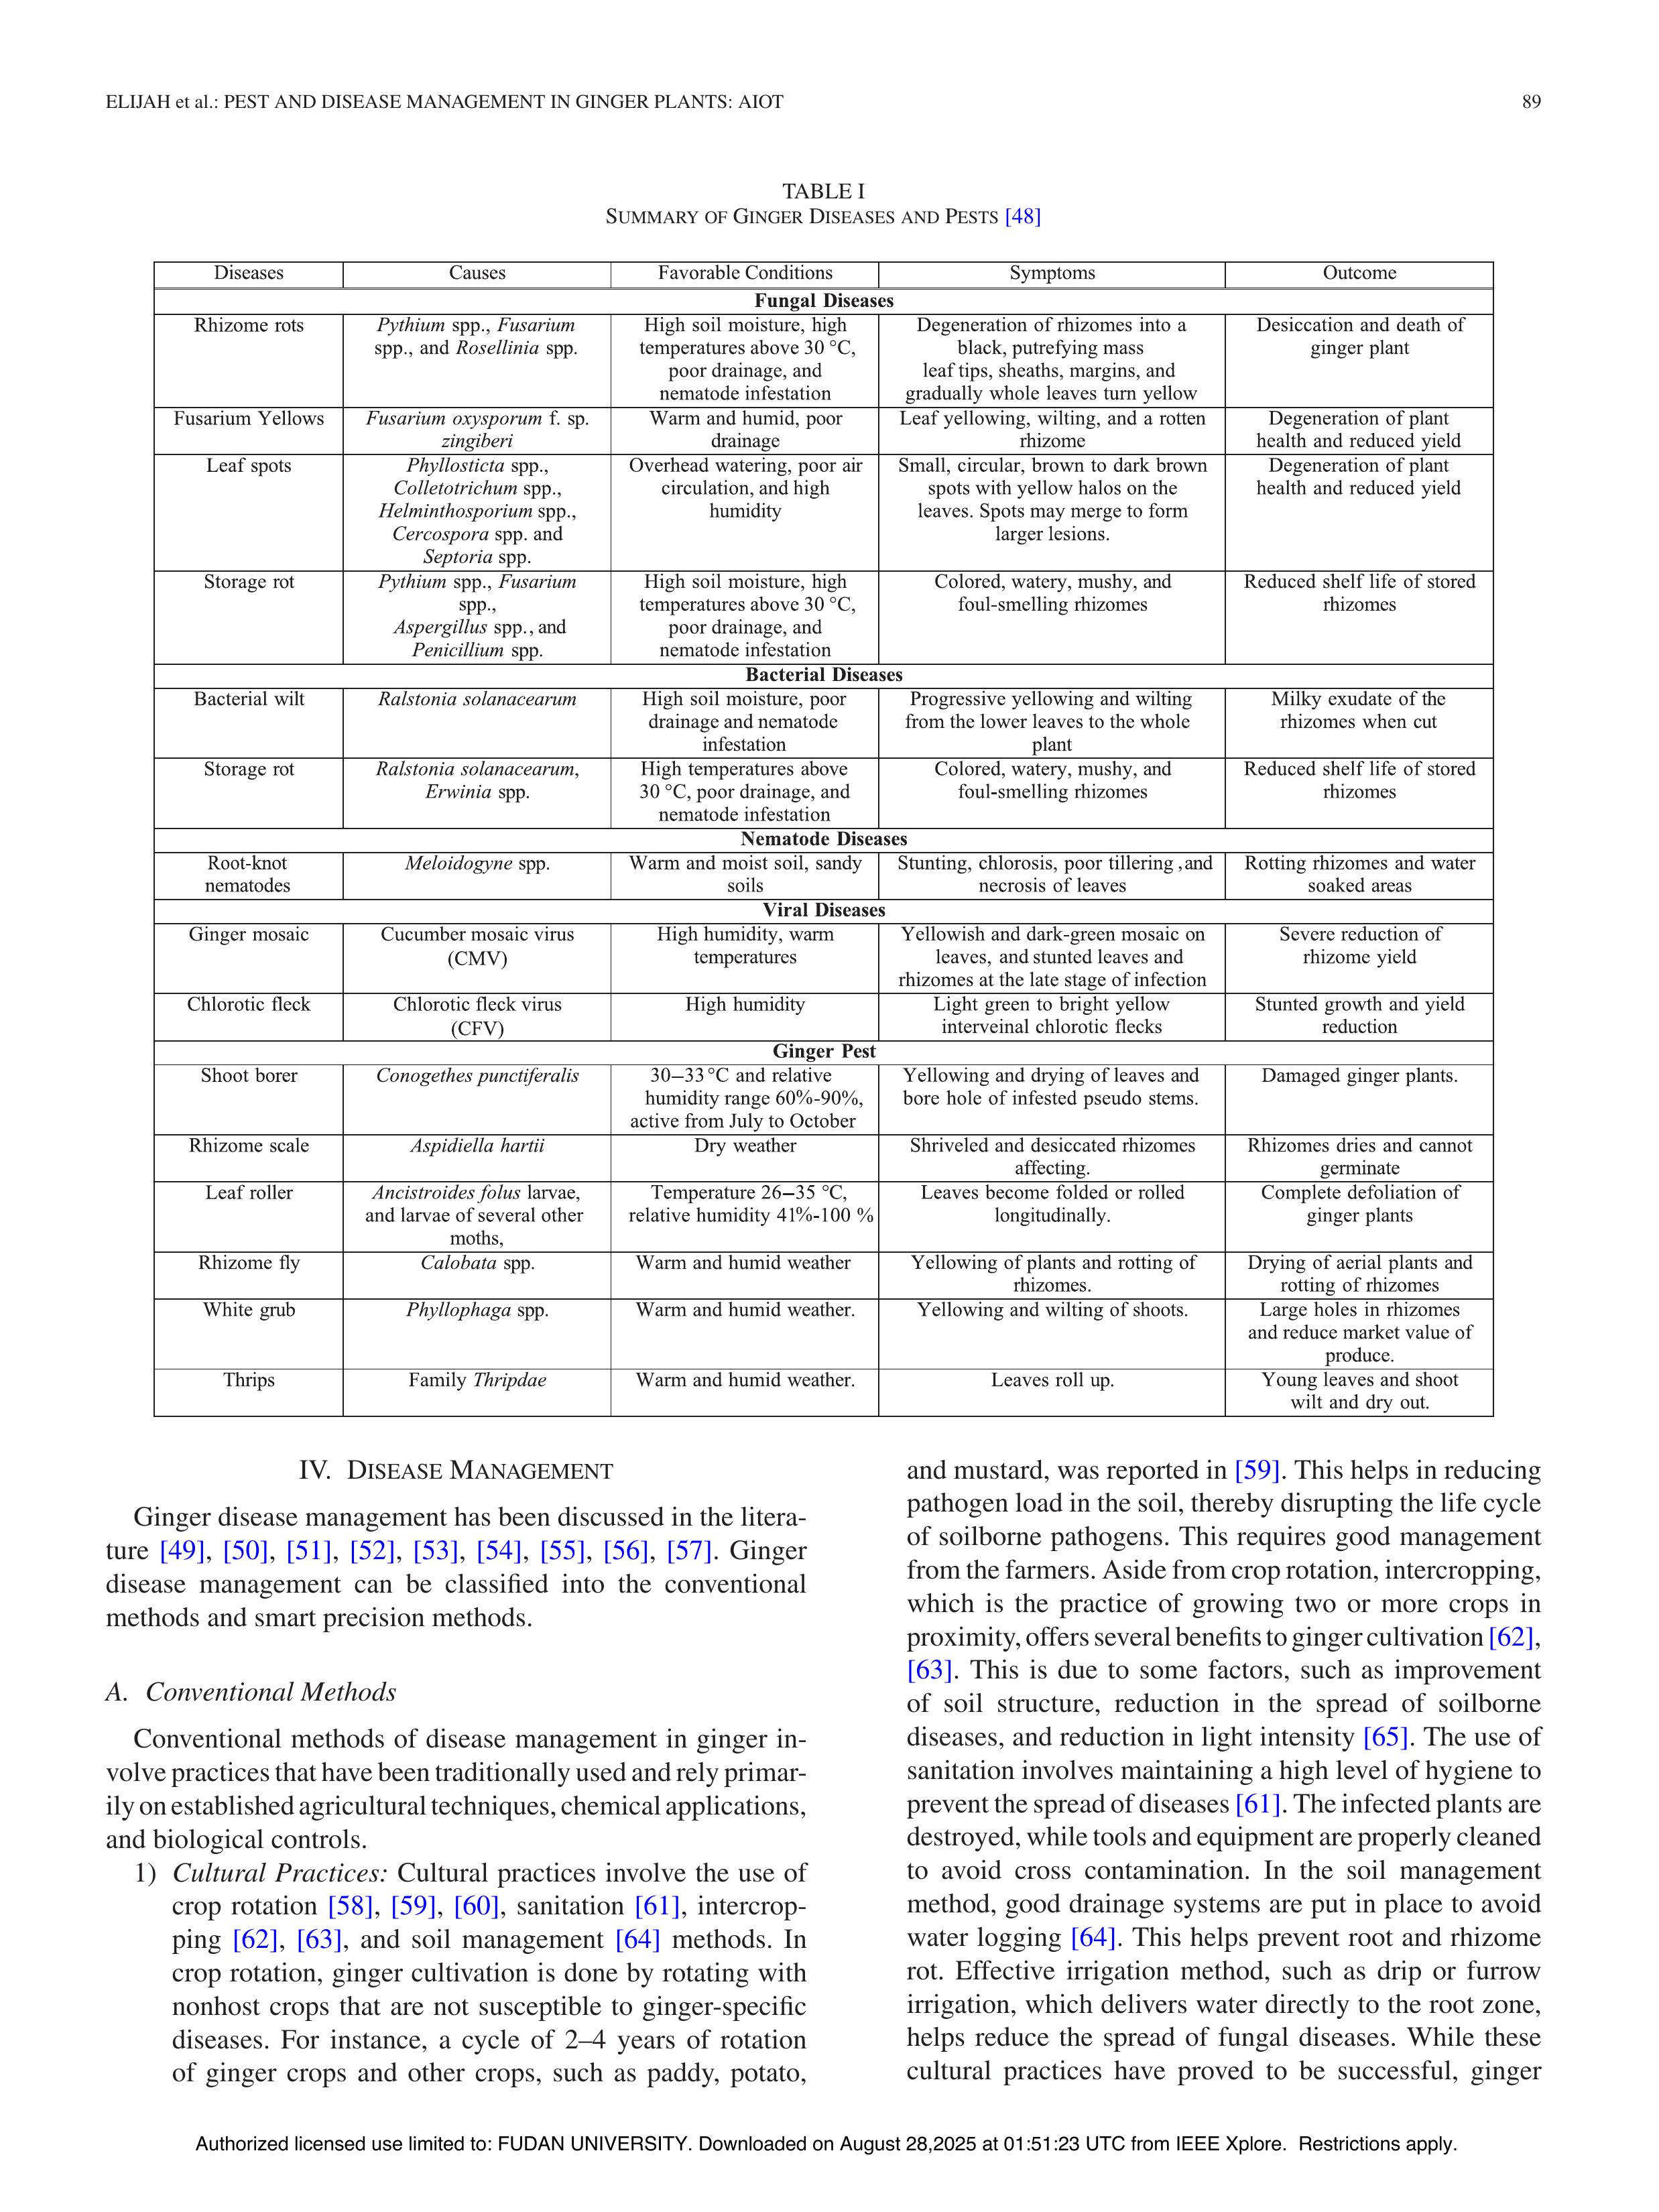 ELIJAH et al.: PEST AND DISEASE MANAGEMENT IN GINGER PLANTS: AIOT 89
TABLE I
SUMMARY OF GINGER DISEASES AND PESTS [48]
Diseases Causes Favorable Conditions Symptoms Outcome
Fungal Diseases
Rhizome rots Pythium spp., Fusarium High soil moisture, high Degeneration of rhizomes into a Desiccation and death of
spp., and Rosellinia spp. temperatures above 30 °C, black, putrefying mass ginger plant
poor drainage, and leaf tips, sheaths, margins, and
nematode infestation gradually whole leaves turn yellow
Fusarium Yellows Fusarium oxysporum f. sp. Warm and humid, poor Leaf yellowing, wilting, and a rotten Degeneration of plant
zingiberi drainage rhizome health and reduced yield
Leaf spots Phyllosticta spp., Overhead watering, poor air Small, circular, brown to dark brown Degeneration of plant
Colletotrichum spp., circulation, and high spots with yellow halos on the health and reduced yield
Helminthosporium spp., humidity leaves. Spots may merge to form
Cercospora spp. and larger lesions.
Septoria spp.
Storage rot Pythium spp., Fusarium High soil moisture, high Colored, watery, mushy, and Reduced shelf life of stored
spp., temperatures above 30 °C, foul-smelling rhizomes rhizomes
Aspergillus spp., and poor drainage, and
Penicillium spp. nematode infestation
Bacterial Diseases
Bacterial wilt Ralstonia solanacearum High soil moisture, poor Progressive yellowing and wilting Milky exudate of the
drainage and nematode from the lower leaves to the whole rhizomes when cut
infestation plant
Storage rot Ralstonia solanacearum, High temperatures above Colored, watery, mushy, and Reduced shelf life of stored
Erwinia spp. 30 °C, poor drainage, and foul-smelling rhizomes rhizomes
nematode infestation
Nematode Diseases
Root-knot Meloidogyne spp. Warm and moist soil, sandy Stunting, chlorosis, poor tillering ,and Rotting rhizomes and water
nematodes soils necrosis of leaves soaked areas
Viral Diseases
Ginger mosaic Cucumber mosaic virus High humidity, warm Yellowish and dark-green mosaic on Severe reduction of
(CMV) temperatures leaves, and stunted leaves and rhizome yield
rhizomes at the late stage of infection
Chlorotic fleck Chlorotic fleck virus High humidity Light green to bright yellow Stunted growth and yield
(CFV) interveinal chlorotic flecks reduction
Ginger Pest
Shoot borer Conogethes punctiferalis 30–33°C and relative Yellowing and drying of leaves and Damaged ginger plants.
humidity range 60%-90%, bore hole of infested pseudo stems.
active from July to October
Rhizome scale Aspidiella hartii Dry weather Shriveled and desiccated rhizomes Rhizomes dries and cannot
affecting. germinate
Leaf roller Ancistroides folus larvae, Temperature 26–35 °C, Leaves become folded or rolled Complete defoliation of
and larvae of several other relative humidity 41%-100 % longitudinally. ginger plants
moths,
Rhizome fly Calobata spp. Warm and humid weather Yellowing of plants and rotting of Drying of aerial plants and
rhizomes. rotting of rhizomes
White grub Phyllophaga spp. Warm and humid weather. Yellowing and wilting of shoots. Large holes in rhizomes
and reduce market value of
produce.
Thrips Family Thripdae Warm and humid weather. Leaves roll up. Young leaves and shoot
wilt and dry out.
IV. DISEASE MANAGEMENT
Ginger disease management has been discussed in the litera-
ture [49], [50], [51], [52], [53], [54], [55], [56], [57]. Ginger
disease management can be classified into the conventional
methods and smart precision methods.
A. Conventional Methods
Conventional methods of disease management in ginger in-
volve practices that have been traditionally used and rely primar-
ily on established agricultural techniques, chemical applications,
and biological controls.
1) Cultural Practices: Cultural practices involve the use of
crop rotation [58], [59], [60], sanitation [61], intercrop-
ping [62], [63], and soil management [64] methods. In
crop rotation, ginger cultivation is done by rotating with
nonhost crops that are not susceptible to ginger-specific
diseases. For instance, a cycle of 2–4 years of rotation
of ginger crops and other crops, such as paddy, potato,
and mustard, was reported in [59]. This helps in reducing
pathogen load in the soil, thereby disrupting the life cycle
of soilborne pathogens. This requires good management
from the farmers. Aside from crop rotation, intercropping,
which is the practice of growing two or more crops in
proximity, offers several benefits to ginger cultivation [62],
[63]. This is due to some factors, such as improvement
of soil structure, reduction in the spread of soilborne
diseases, and reduction in light intensity [65]. The use of
sanitation involves maintaining a high level of hygiene to
prevent the spread of diseases [61]. The infected plants are
destroyed, while tools and equipment are properly cleaned
to avoid cross contamination. In the soil management
method, good drainage systems are put in place to avoid
water logging [64]. This helps prevent root and rhizome
rot. Effective irrigation method, such as drip or furrow
irrigation, which delivers water directly to the root zone,
helps reduce the spread of fungal diseases. While these
cultural practices have proved to be successful, ginger
Authorized licensed use limited to: FUDAN UNIVERSITY. Downloaded on August 28,2025 at 01:51:23 UTC from IEEE Xplore. Restrictions apply.